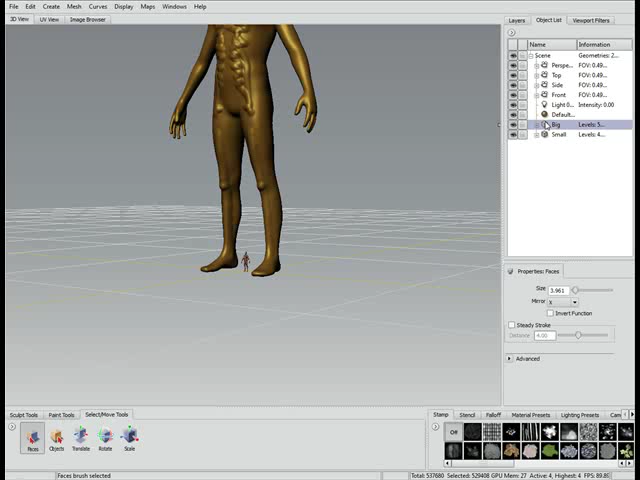 File Edit Create Mesh Curves Display Maps Windows Help
3D View UV View Image Browser
Layers Object List Viewport Filters
Name Information
Scene Geometries: 2...
Perspe... FOV: 0.49...
Top FOV: 0.49...
Side FOV: 0.49...
Front FOV: 0.49...
Light 0... Intensity: 0.00
Default...
Big Levels: 5...
Small Levels: 4...
Properties: Faces
Size 3.961
Mirror x
Invert Function
Steady Stroke
Distance 4.00
Advanced
Sculpt Tools Paint Tools Select/Move Tools
Faces Objects Translate Rotate Scale
Stamp Stencil Falloff Material Presets Lighting Presets Cam
Off
Faces brush selected
Total: 537680 Selected: 529408 GPU Mem: 27 Active: 4, Highest: 4 FPS: 89.8